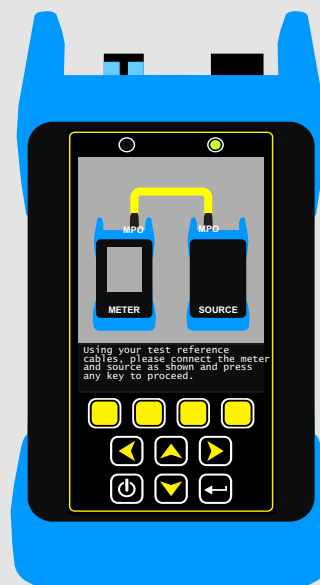 MPO
MPO
METER
SOURCE
Using your test reference
cables, please connect the meter
and source as shown and press
any key to proceed.